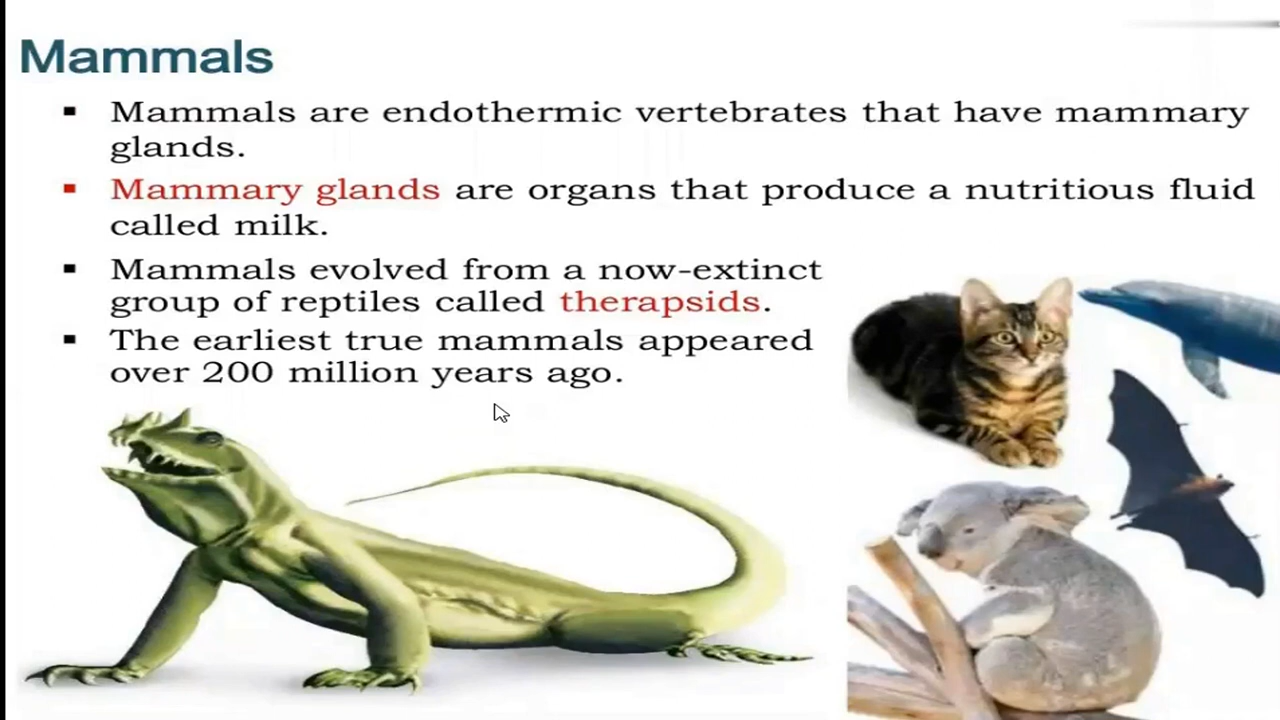 Mammals
▪ Mammals are endothermic vertebrates that have mammary
glands.
▪ Mammary glands are organs that produce a nutritious fluid
called milk.
▪ Mammals evolved from a now-extinct
group of reptiles called therapsids.
▪ The earliest true mammals appeared
over 200 million years ago.